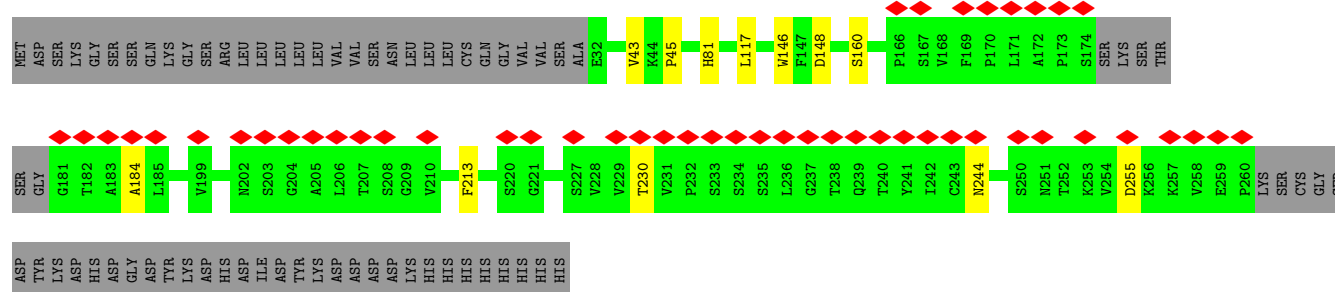 MET ASP SER LYS GLY SER SER GLN LYS GLY SER ARG LEU LEU LEU LEU LEU LEU VAL VAL SER ASN LEU LEU LEU LEU CYS GLN GLY VAL VAL SER ALA E32 V43 K44 P45 H81 L117 W146 F147 D148 S160 P166 S167 V168 F169 P170 L171 A172 P173 S174 SER LYS SER THR
SER GLY G181 T182 A183 A184 L185 V199 N202 S203 G204 A205 L206 T207 S208 G209 V210 F213 S220 G221 S227 V228 V229 T230 V231 P232 S233 S234 S235 L236 G237 T238 Q239 T240 Y241 I242 C243 N244 S250 N251 T252 K253 V254 D255 K256 K257 V258 E259 P260 LYS SER CYS GLY SER
ASP TYR LYS ASP HIS ASP GLY ASP TYR LYS ASP HIS ASP ILE ASP TYR LYS ASP ASP ASP ASP LYS HIS HIS HIS HIS HIS HIS HIS HIS